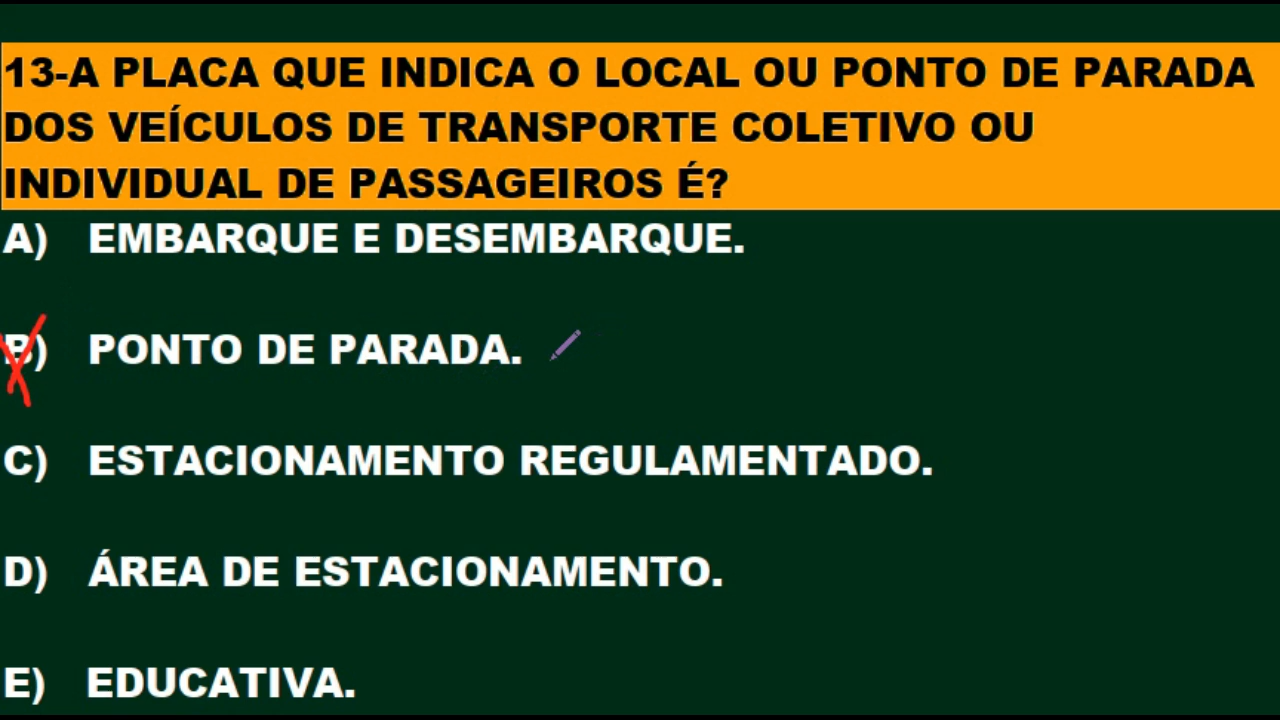 13-A PLACA QUE INDICA O LOCAL OU PONTO DE PARADA
DOS VEÍCULOS DE TRANSPORTE COLETIVO OU
INDIVIDUAL DE PASSAGEIROS É?
A) EMBARQUE E DESEMBARQUE.
B) PONTO DE PARADA.
C) ESTACIONAMENTO REGULAMENTADO.
D) ÁREA DE ESTACIONAMENTO.
E) EDUCATIVA.